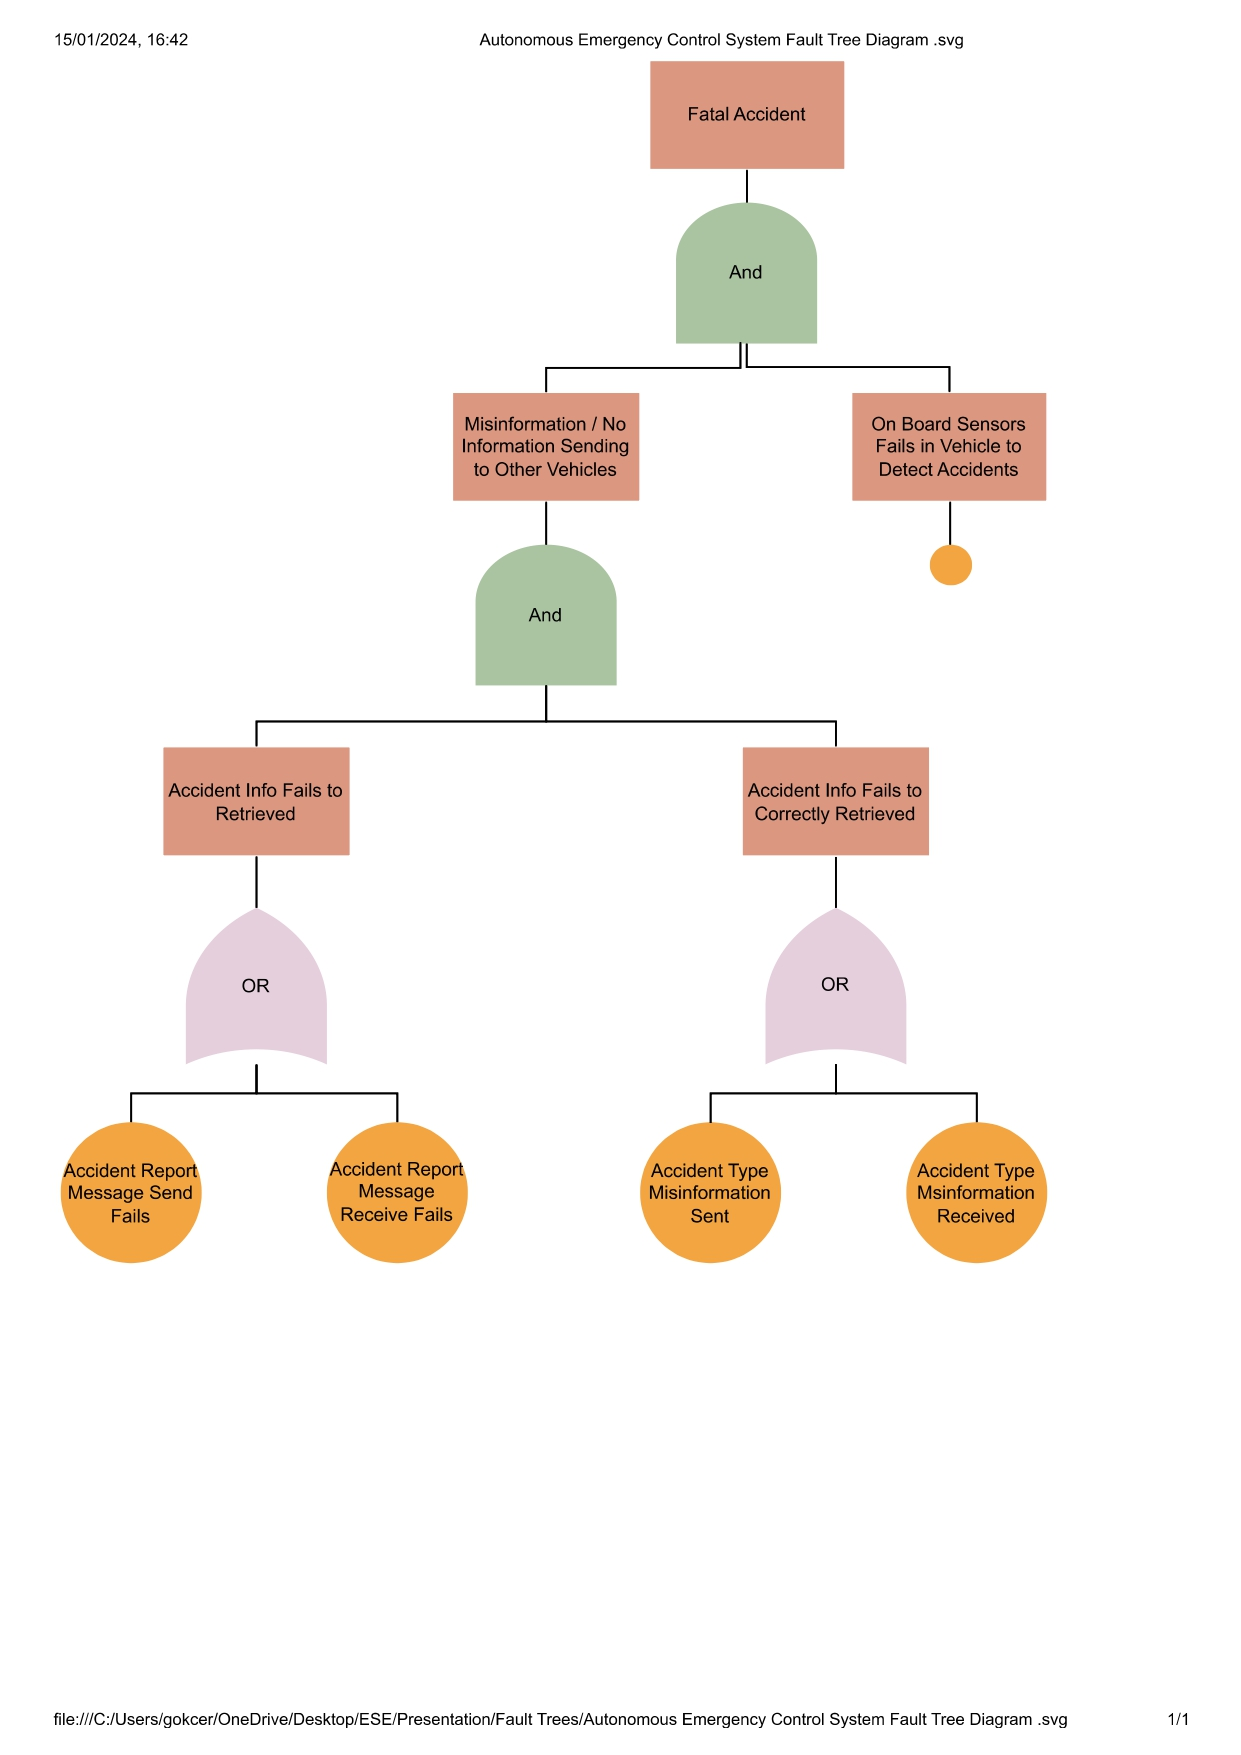 15/01/2024, 16:42
Autonomous Emergency Control System Fault Tree Diagram .svg
Fatal Accident
And
Misinformation / No
Information Sending
to Other Vehicles
On Board Sensors
Fails in Vehicle to
Detect Accidents
And
Accident Info Fails to
Retrieved
Accident Info Fails to
Correctly Retrieved
OR
OR
Accident Report
Message Send
Fails
Accident Report
Message
Receive Fails
Accident Type
Misinformation
Sent
Accident Type
Msinformation
Received
file:///C:/Users/gokcer/OneDrive/Desktop/ESE/Presentation/Fault Trees/Autonomous Emergency Control System Fault Tree Diagram .svg
1/1